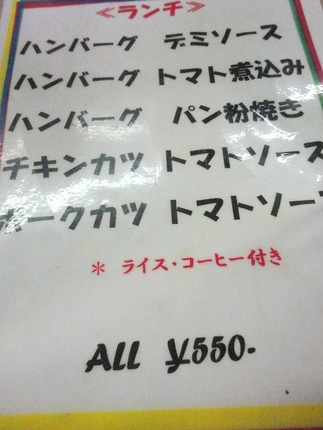 ≪ランチ≫
ハンバーグ デミソース
ハンバーグ トマト煮込み
ハンバーグ パン粉焼き
チキンカツ トマトソース
ポークカツ トマトソース
* ライス・コーヒー付き
ALL ¥550-